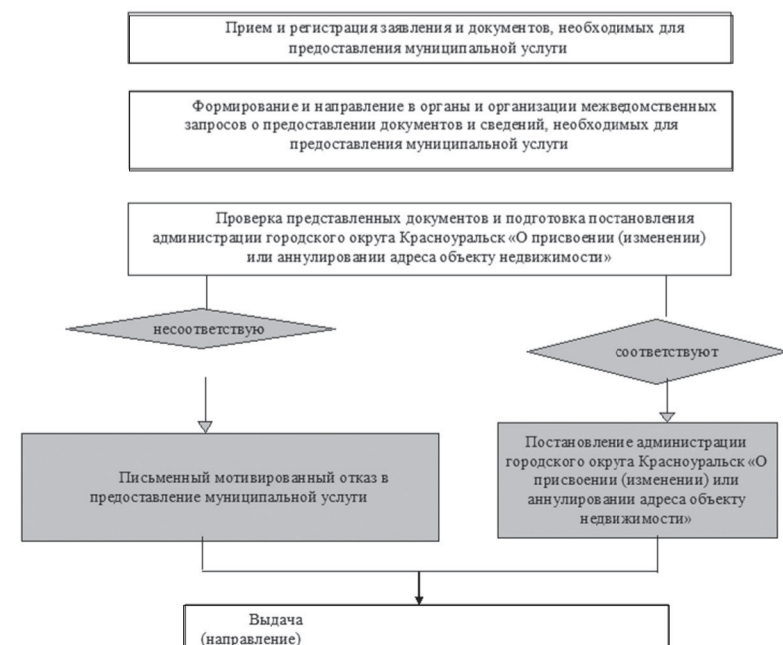 Прием и регистрация заявления и документов, необходимых для
предоставления муниципальной услуги
Формирование и направление в органы и организации межведомственных
запросов о предоставлении документов и сведений, необходимых для
предоставления муниципальной услуги
Проверка представленных документов и подготовка постановления
администрации городского округа Красноуральск «О присвоении (изменении)
или аннулировании адреса объекту недвижимости»
несоответствую
соответствуют
Письменный мотивированный отказ в
предоставление муниципальной услуги
Постановление администрации
городского округа Красноуральск «О
присвоении (изменении) или
аннулировании адреса объекту
недвижимости»
Выдача
(направление)